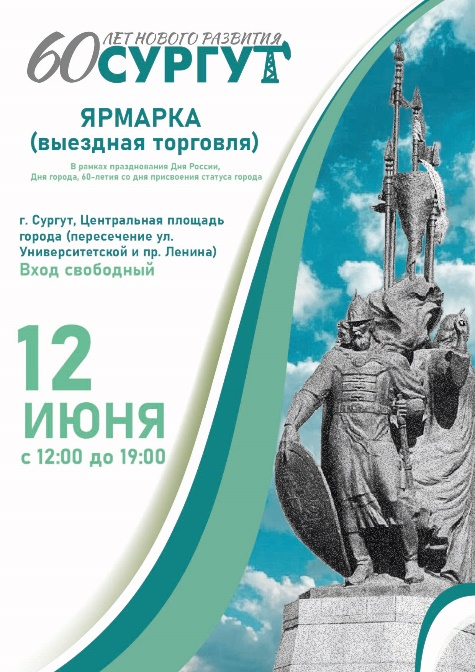 60 ЛЕТ НОВОГО РАЗВИТИЯ
СУРГУТ
ЯРМАРКА
(выездная торговля)
В рамках празднования Дня России,
Дня города, 60-летия со дня присвоения статуса города
г. Сургут, Центральная площадь
города (пересечение ул.
Университетской и пр. Ленина)
Вход свободный
12
ИЮНЯ
с 12:00 до 19:00